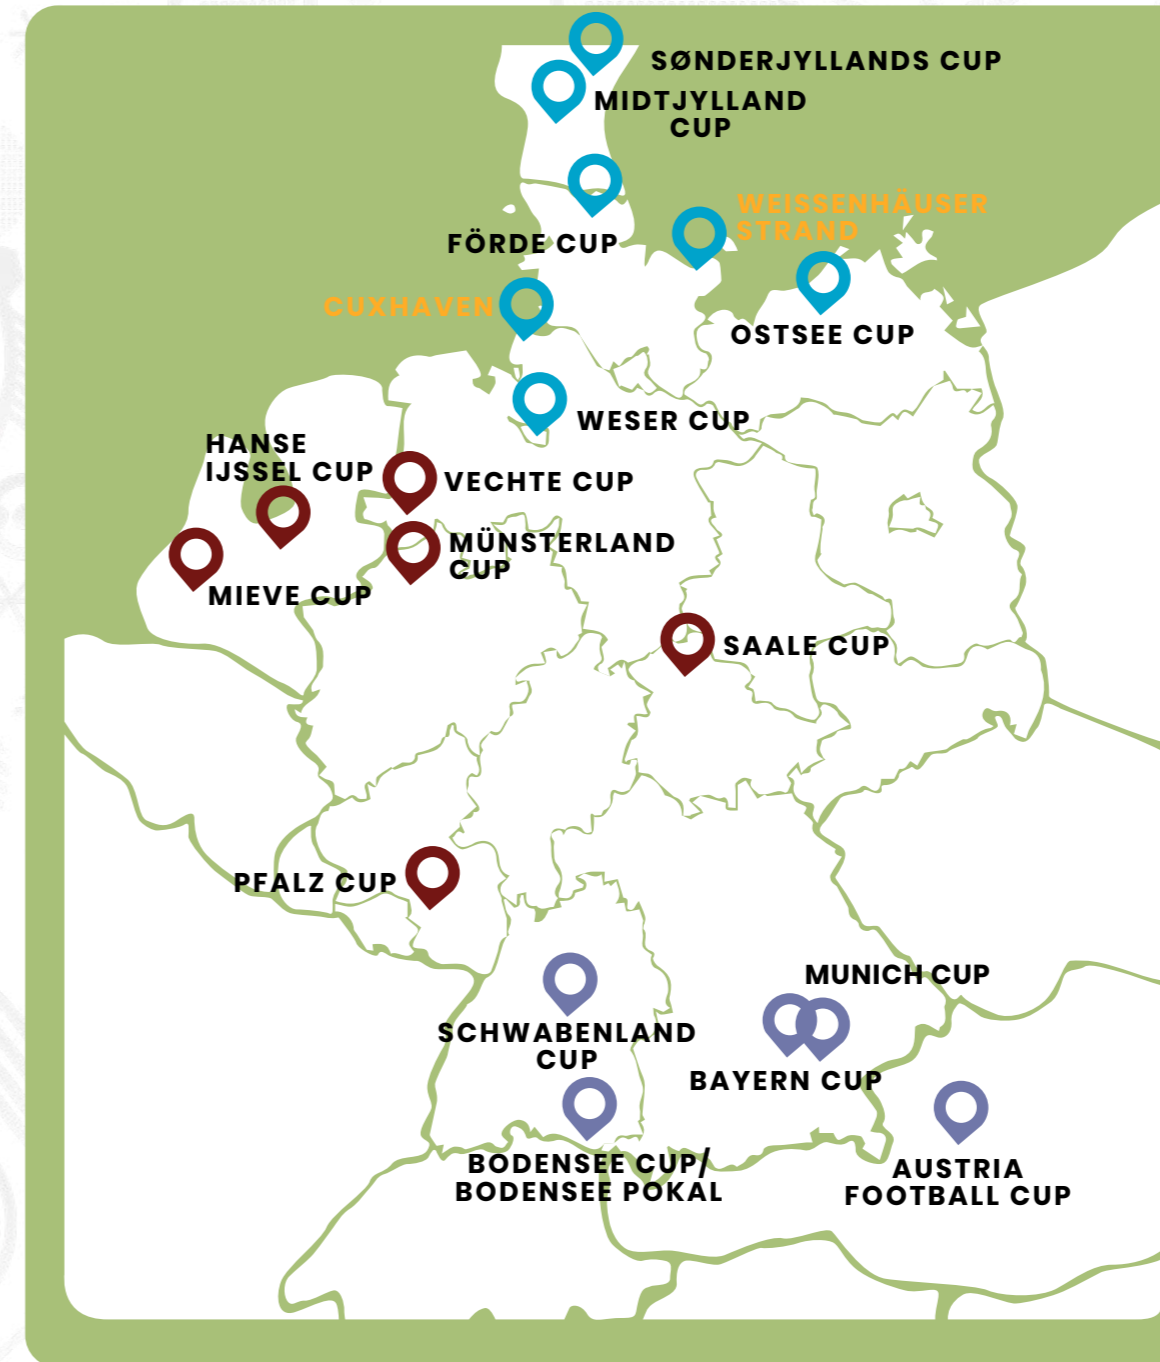 SØNDERJYLLANDS CUP
MIDTJYLLAND
CUP
WEISSENHÄUSER
STRAND
FÖRDE CUP
CUXHAVEN
OSTSEE CUP
WESER CUP
HANSE
IJSSEL CUP
VECHTE CUP
MÜNSTERLAND
CUP
MIEVE CUP
SAALE CUP
PFALZ CUP
MUNICH CUP
SCHWABENLAND
CUP
BAYERN CUP
BODENSEE CUP/
BODENSEE POKAL
AUSTRIA
FOOTBALL CUP